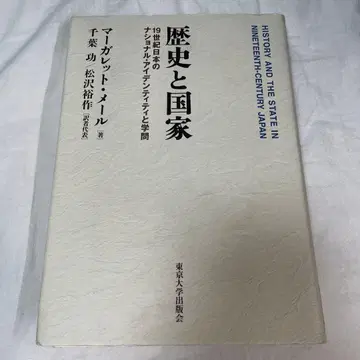 歴史と国家
19世紀日本の
ナショナル・アイデンティティと学問
マーガレット・メール[著]
千葉 功/松沢裕作[訳者代表]
東京大学出版会
HISTORY AND THE STATE IN
NINETEENTH-CENTURY JAPAN